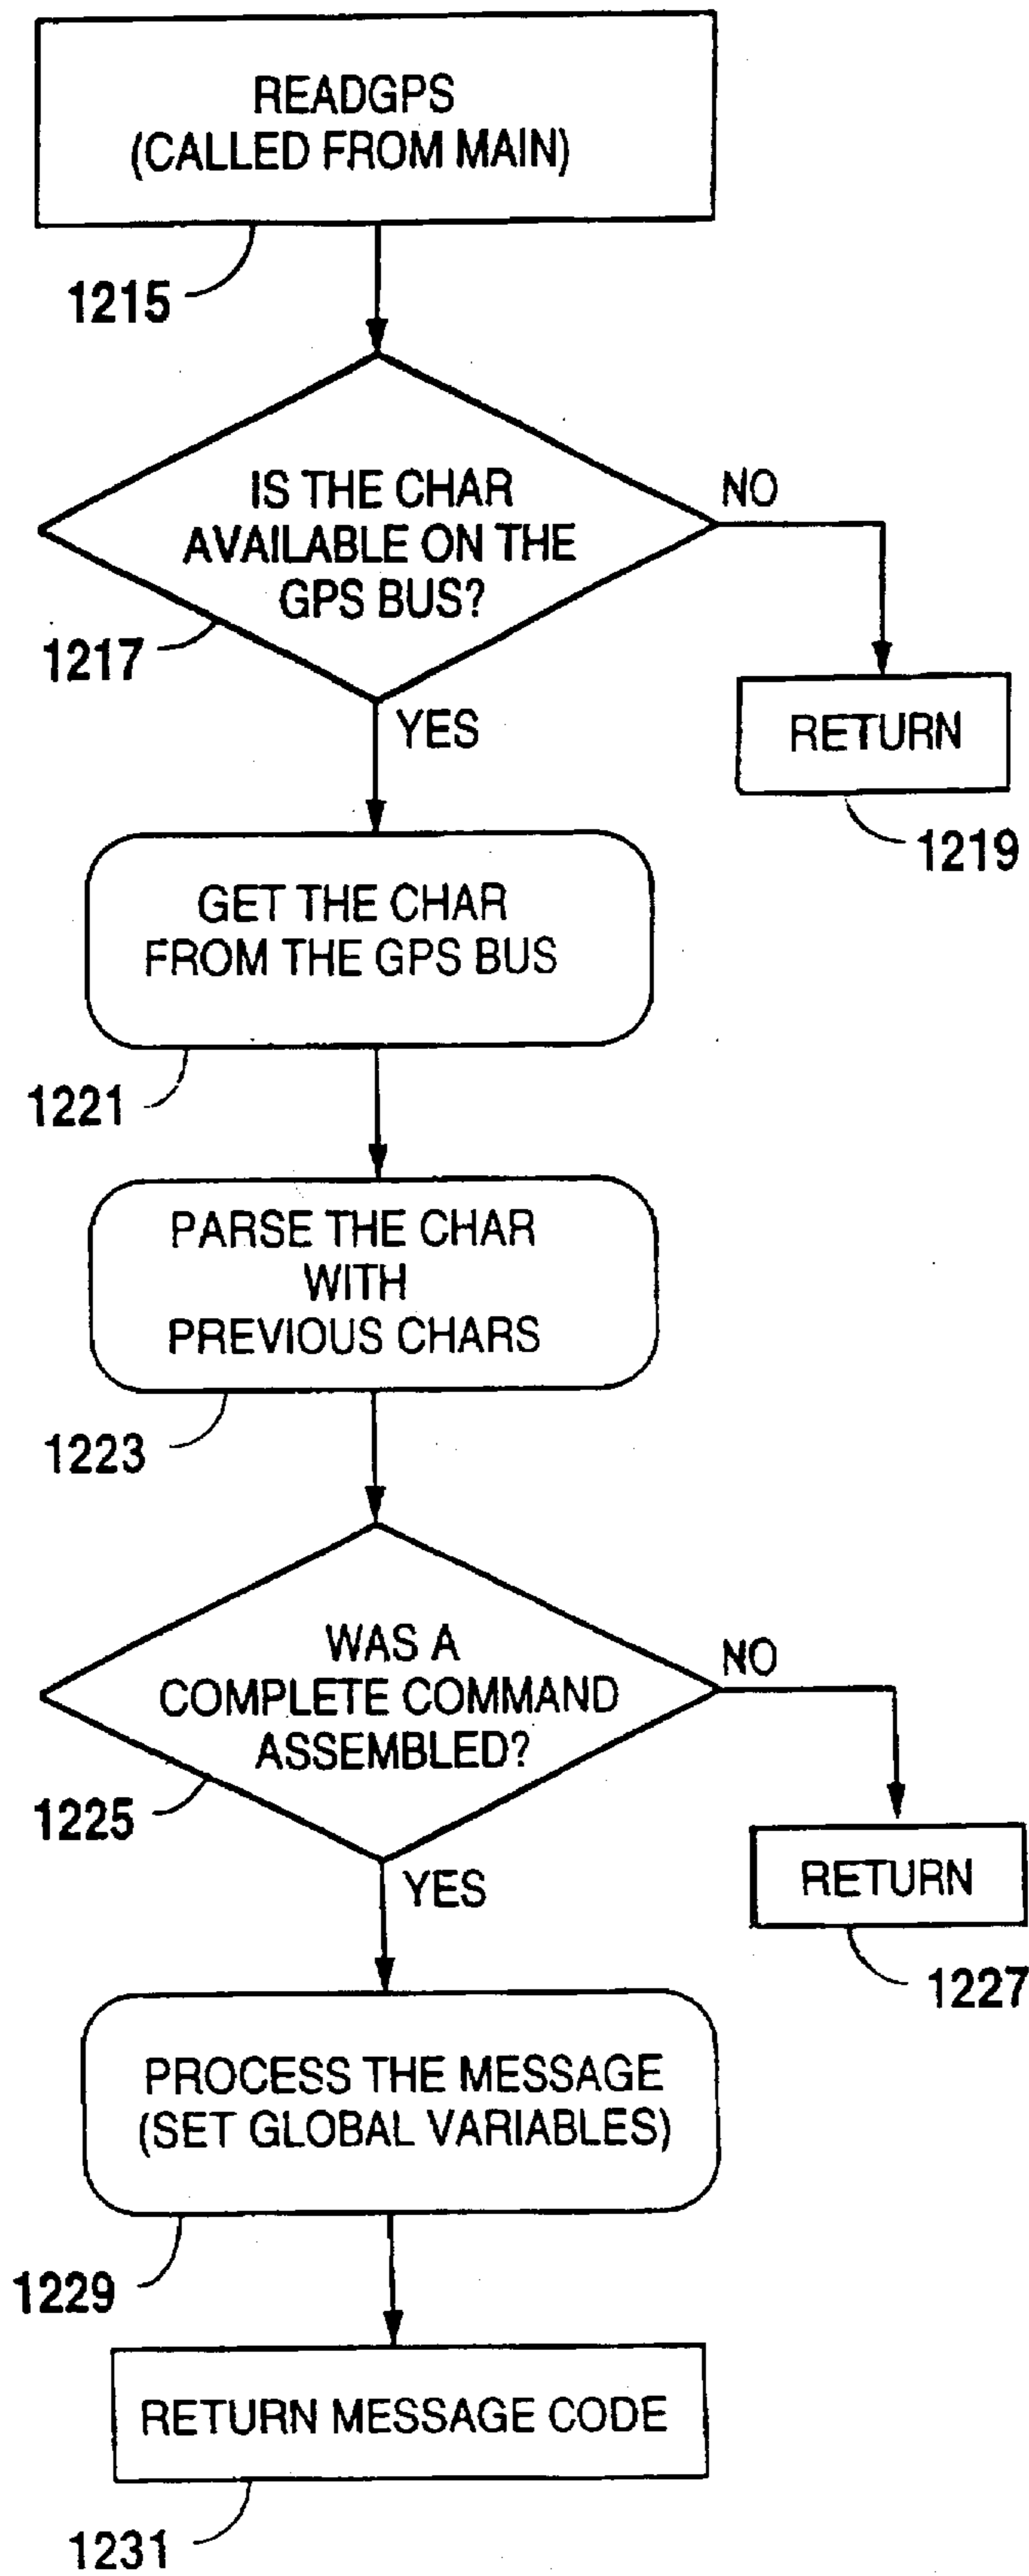 READGPS
(CALLED FROM MAIN)
1215
IS THE CHAR
AVAILABLE ON THE
GPS BUS?
NO
1217
YES
RETURN
1219
GET THE CHAR
FROM THE GPS BUS
1221
PARSE THE CHAR
WITH
PREVIOUS CHARS
1223
WAS A
COMPLETE COMMAND
ASSEMBLED?
NO
1225
YES
RETURN
1227
PROCESS THE MESSAGE
(SET GLOBAL VARIABLES)
1229
RETURN MESSAGE CODE
1231